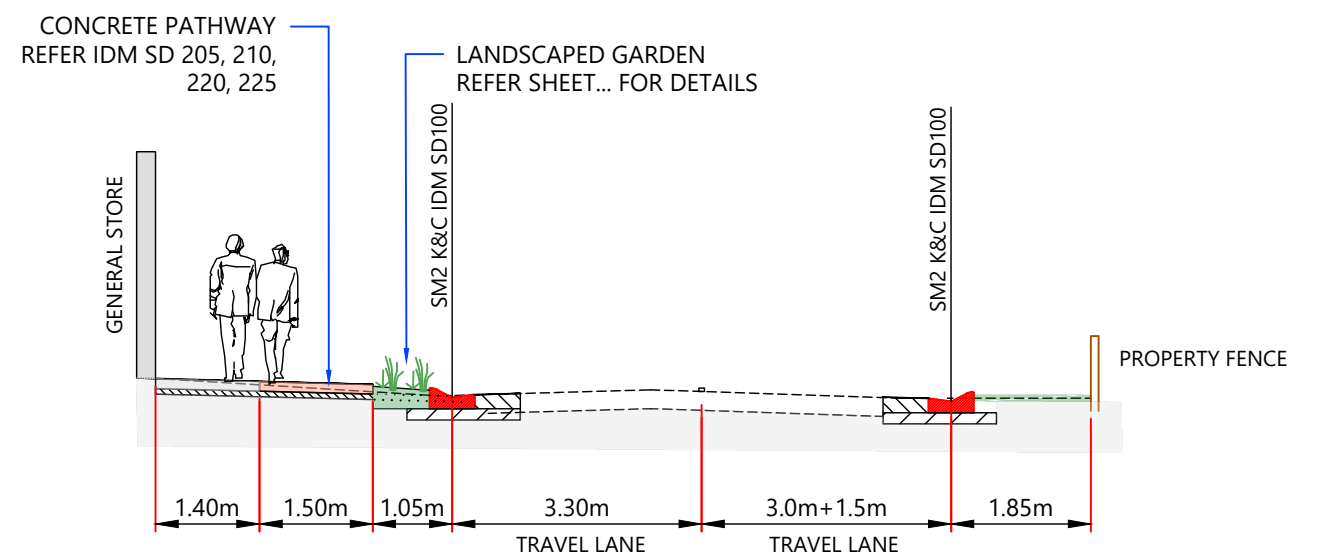 CONCRETE PATHWAY
REFER IDM SD 205, 210,
220, 225
LANDSCAPED GARDEN
REFER SHEET... FOR DETAILS
GENERAL STORE
SM2 K&C IDM SD100
SM2 K&C IDM SD100
PROPERTY FENCE
1.40m
1.50m
1.05m
3.30m
3.0m+1.5m
1.85m
TRAVEL LANE
TRAVEL LANE